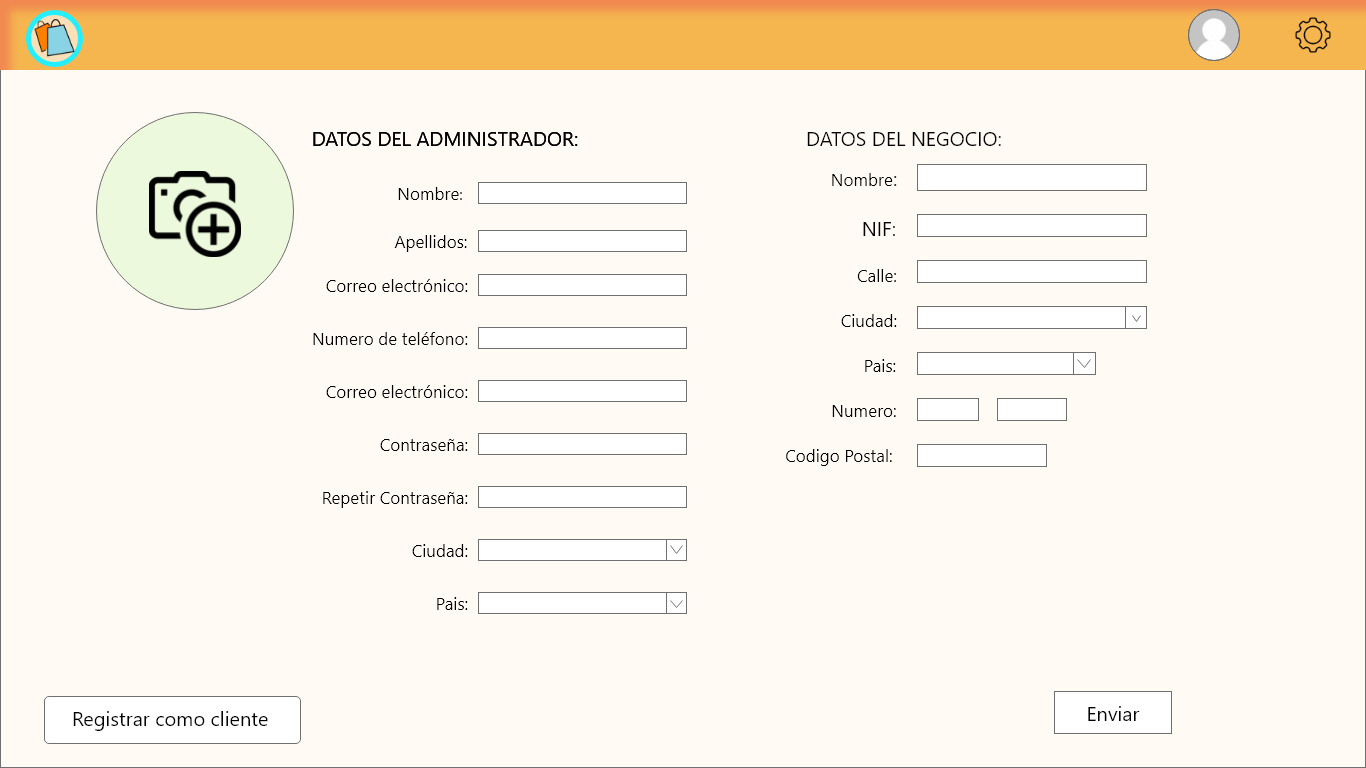 DATOS DEL ADMINISTRADOR:
Nombre:
Apellidos:
Correo electrónico:
Numero de teléfono:
Correo electrónico:
Contraseña:
Repetir Contraseña:
Ciudad:
Pais:
DATOS DEL NEGOCIO:
Nombre:
NIF:
Calle:
Ciudad:
Pais:
Numero:
Codigo Postal:
Registrar como cliente
Enviar